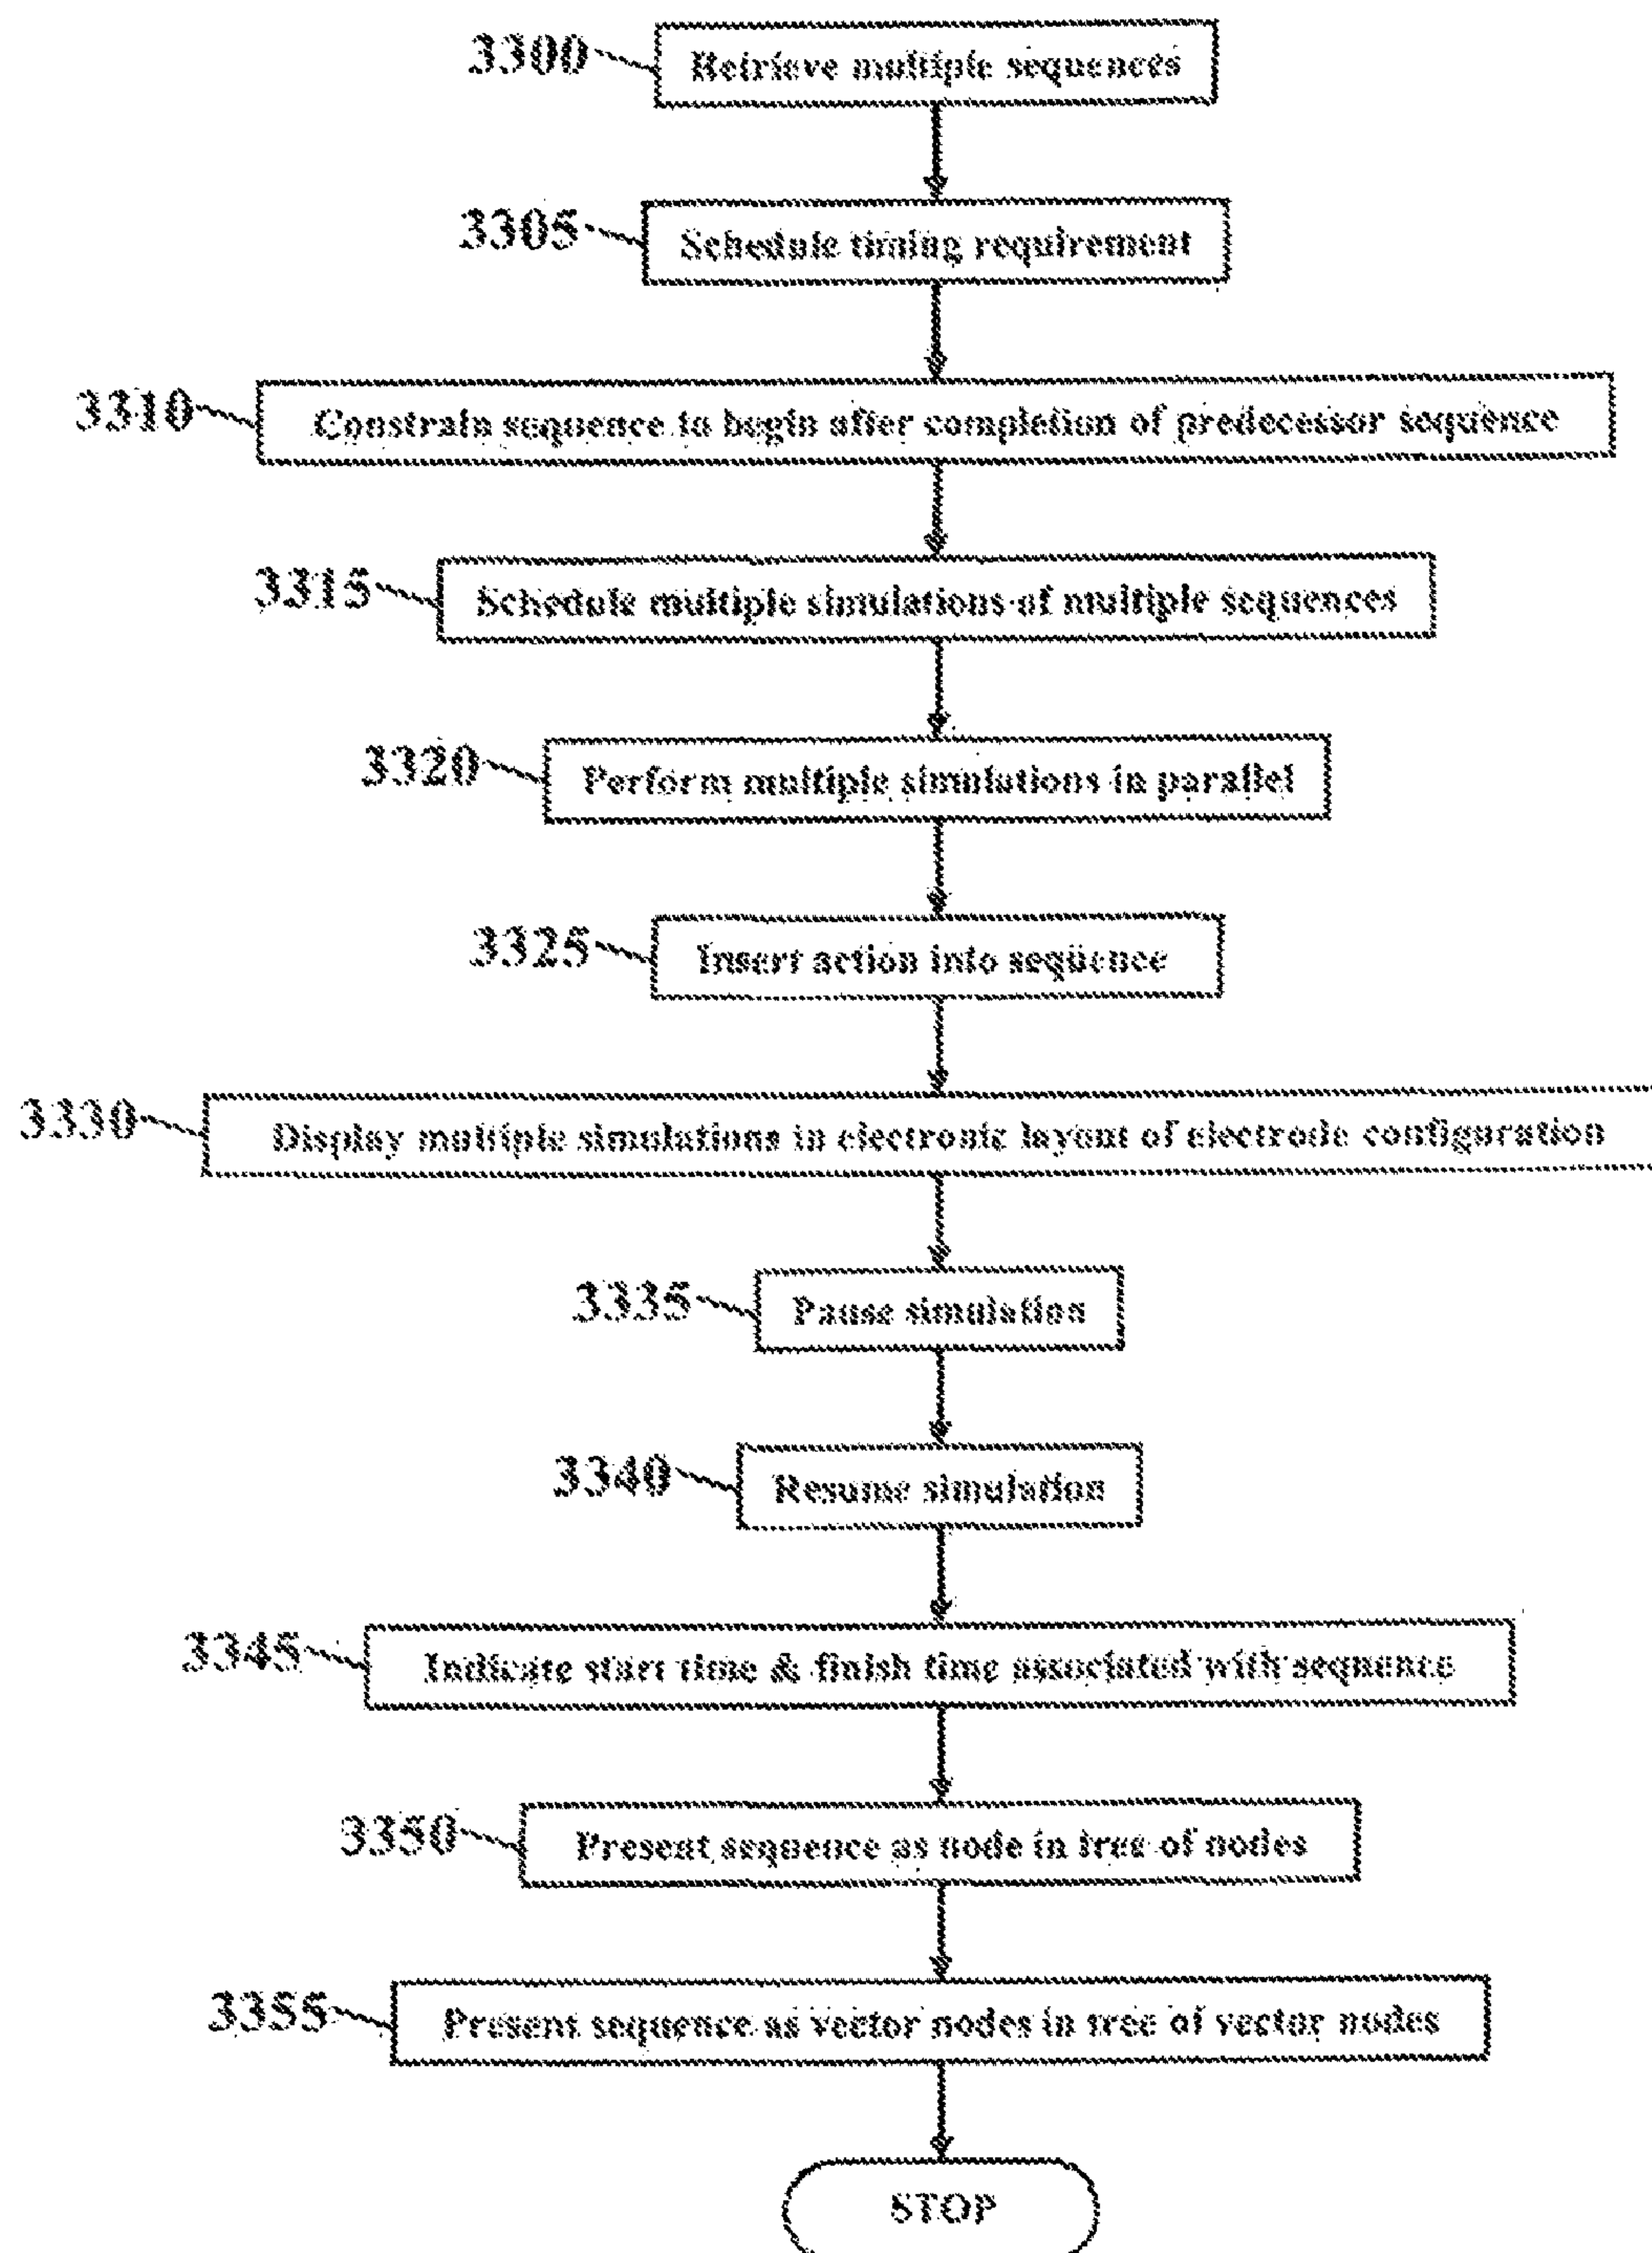 3300 Retrieve multiple sequences
3305 Schedule timing requirement
3310 Constrain sequence to begin after completion of predecessor sequence
3315 Schedule multiple simulations of multiple sequences
3320 Perform multiple simulations in parallel
3325 Insert action into sequence
3330 Display multiple simulations in electronic layout of electrode configuration
3335 Pause simulation
3340 Resume simulation
3345 Indicate start time & finish time associated with sequence
3350 Present sequence as node in tree of nodes
3355 Present sequence as vector nodes in tree of vector nodes
STOP